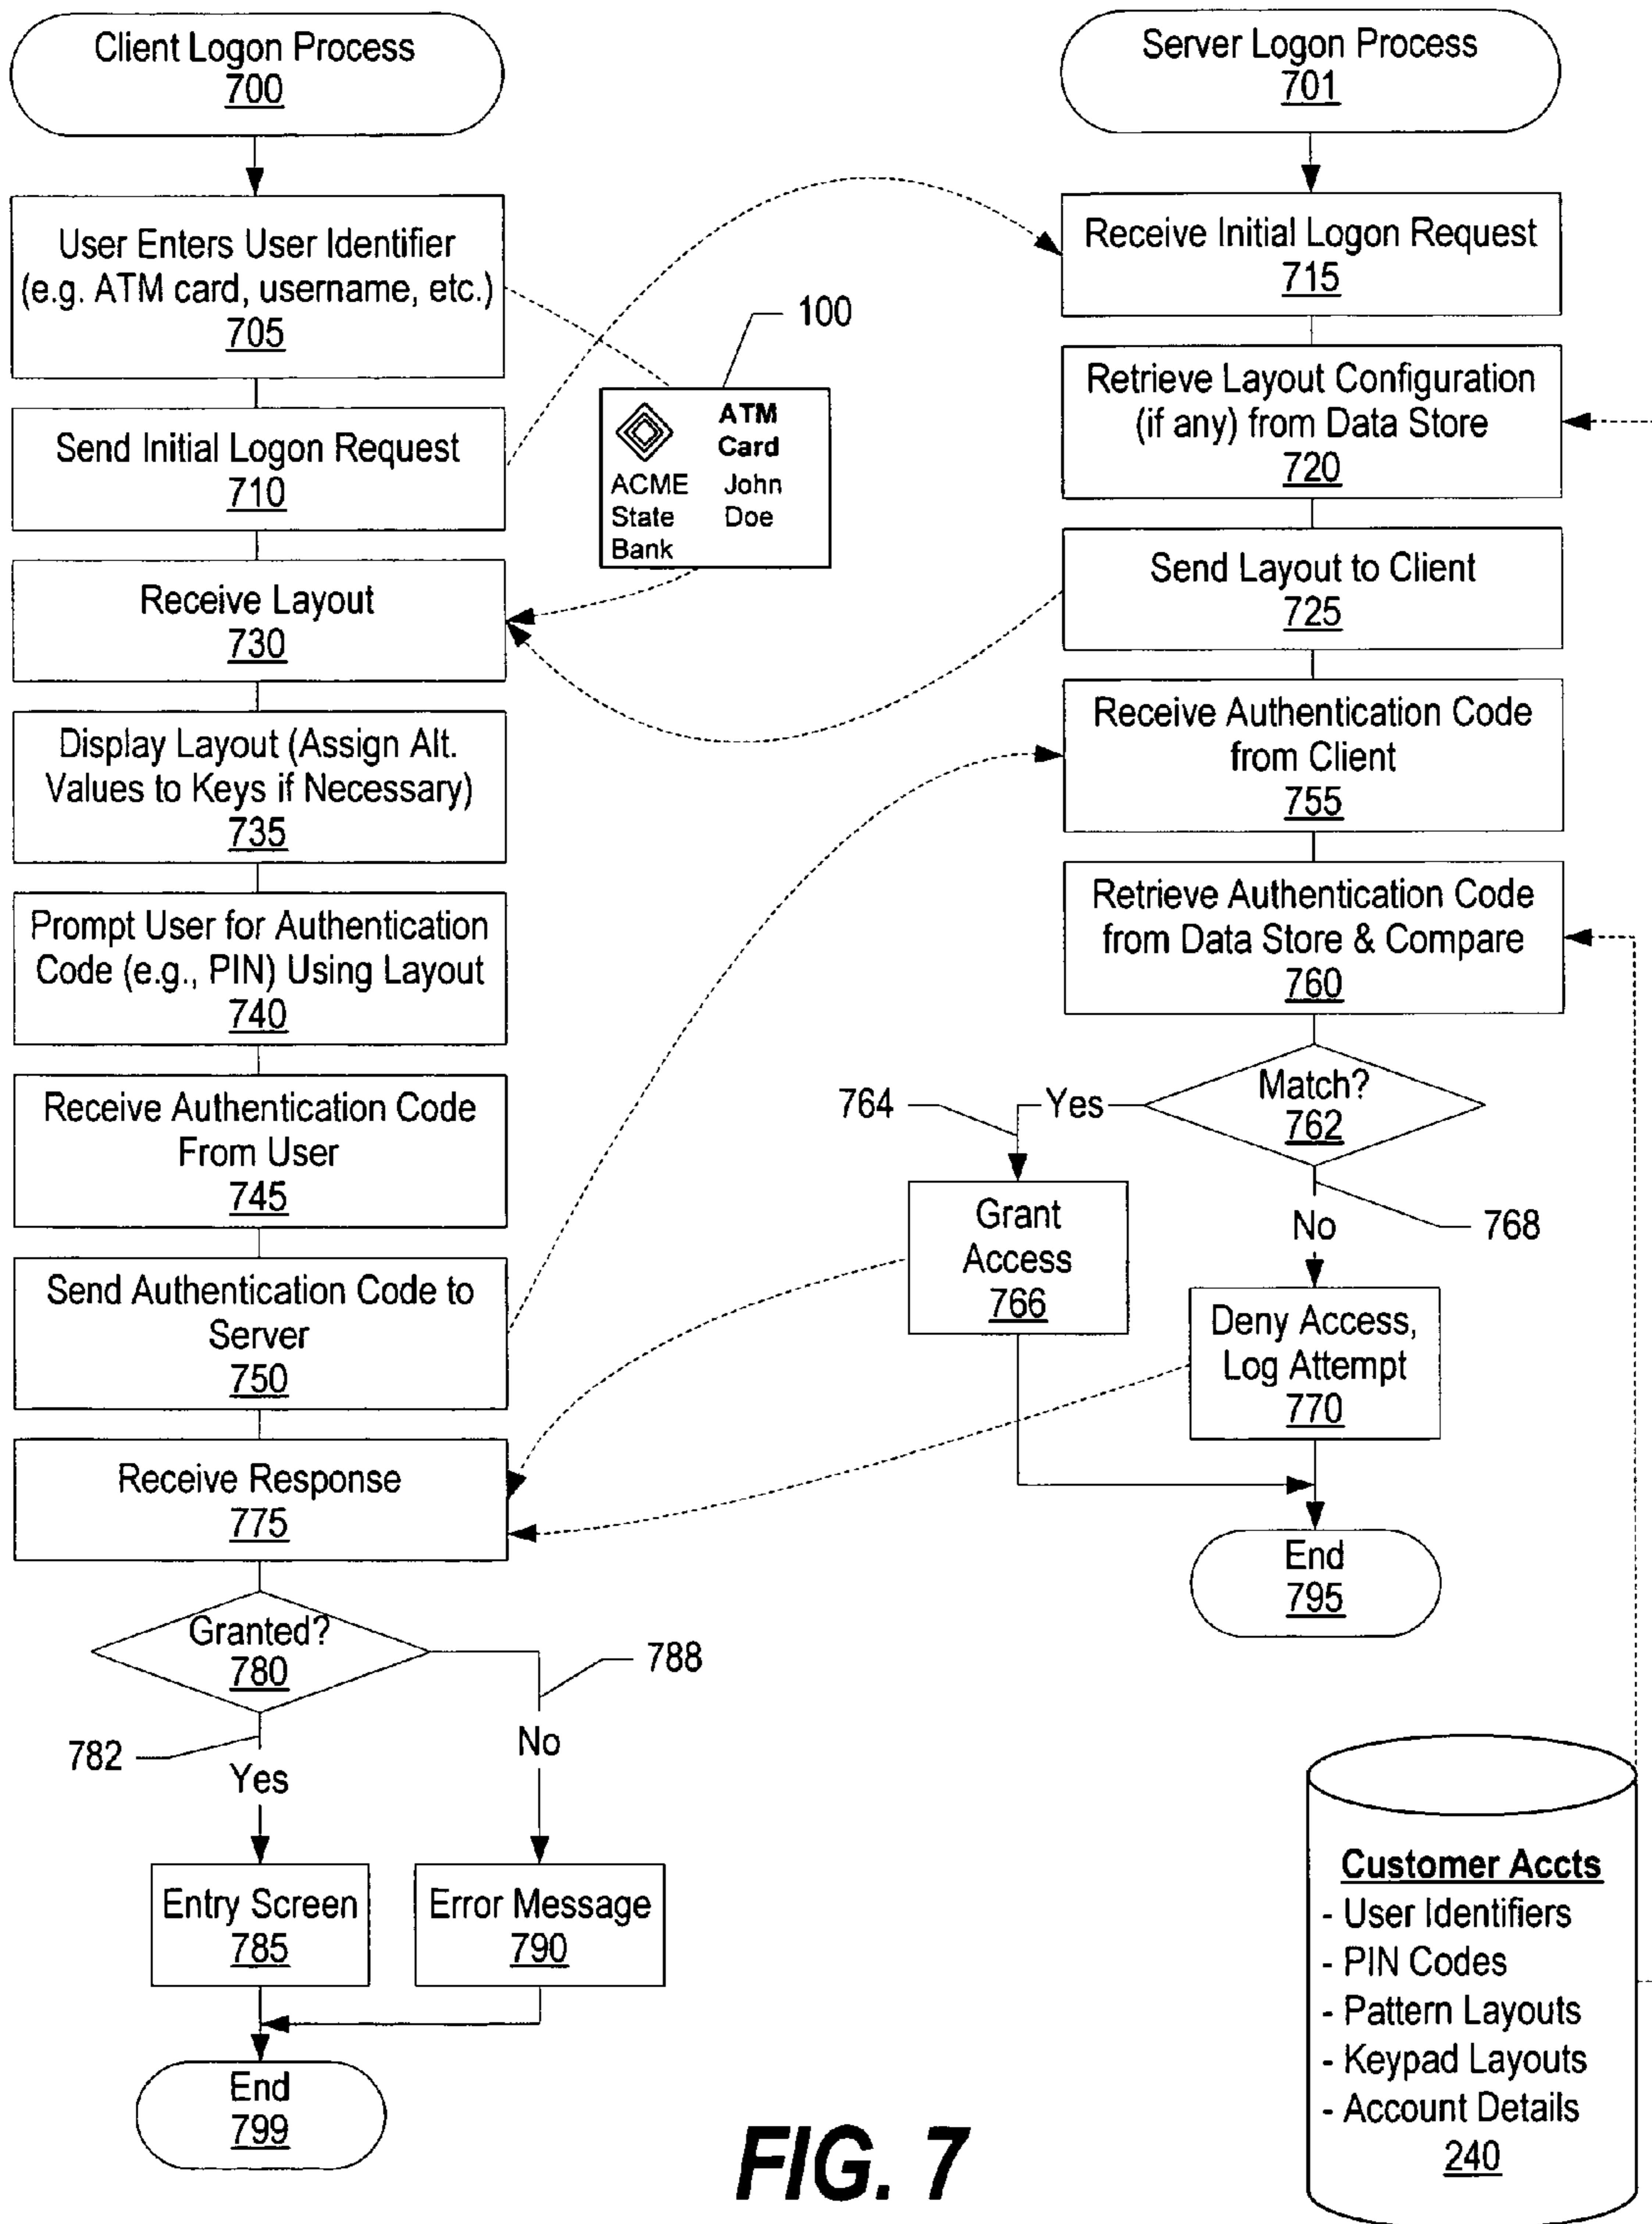 Client Logon Process
700
User Enters User Identifier
(e.g. ATM card, username, etc.)
705
Send Initial Logon Request
710
Receive Layout
730
Display Layout (Assign Alt.
Values to Keys if Necessary)
735
Prompt User for Authentication
Code (e.g., PIN) Using Layout
740
Receive Authentication Code
From User
745
Send Authentication Code to
Server
750
Receive Response
775
Granted?
780
782
Yes
788
No
Entry Screen
785
Error Message
790
End
799
100
ATM
Card
ACME
State
Bank
John
Doe
Server Logon Process
701
Receive Initial Logon Request
715
Retrieve Layout Configuration
(if any) from Data Store
720
Send Layout to Client
725
Receive Authentication Code
from Client
755
Retrieve Authentication Code
from Data Store & Compare
760
Match?
762
764
Yes
Grant
Access
766
768
No
Deny Access,
Log Attempt
770
End
795
Customer Accts
- User Identifiers
- PIN Codes
- Pattern Layouts
- Keypad Layouts
- Account Details
240
FIG. 7